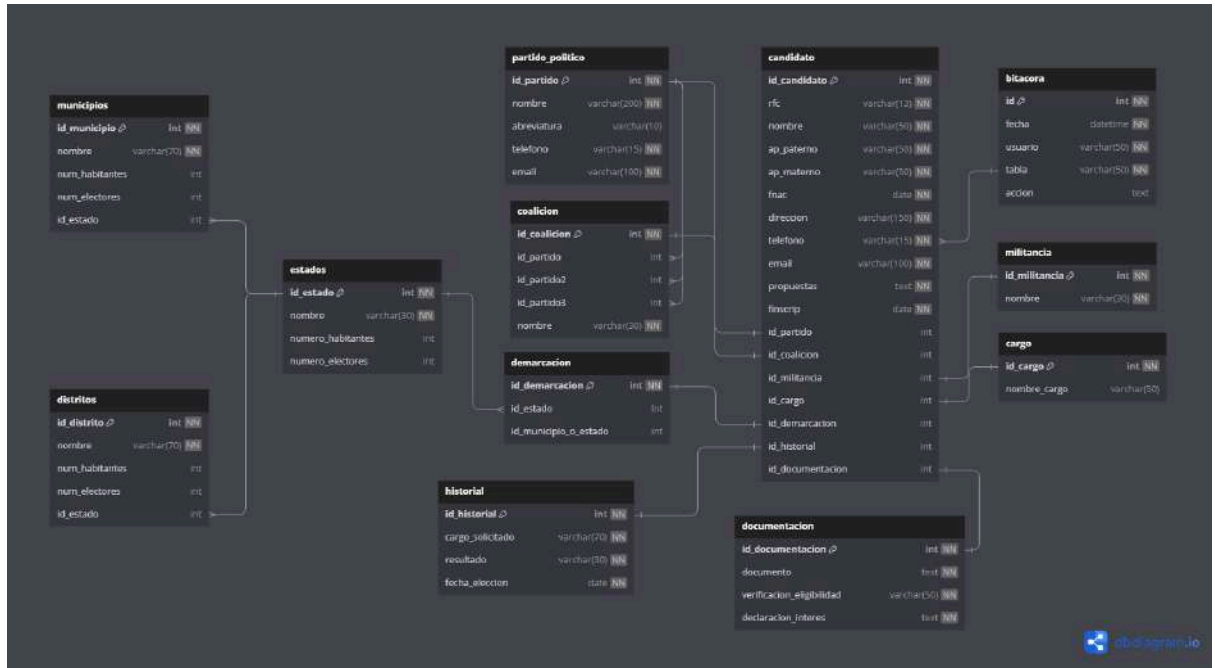 municipios
id_municipio int NN
nombre varchar(70) NN
num_habitantes int
num_electores int
id_estado int
distritos
id_distrito int NN
nombre varchar(70) NN
num_habitantes int
num_electores int
id_estado int
estados
id_estado int NN
nombre varchar(30) NN
numero_habitantes int
numero_electores int
partido_politico
id_partido int NN
nombre varchar(200) NN
abreviatura varchar(10)
telefono varchar(15) NN
email varchar(100) NN
coalicion
id_coalicion int NN
id_partido int
id_partido2 int
id_partido3 int
nombre varchar(20) NN
demarcacion
id_demarcacion int NN
id_estado int
id_municipio_o_estado int
historial
id_historial int NN
cargo_solicitado varchar(70) NN
resultado NN
fecha_eleccion date NN
candidato
id_candidato int NN
rfc varchar(12) NN
nombre varchar(50) NN
ap_paterno varchar(50) NN
ap_materno varchar(50) NN
fnac date NN
direccion varchar(150) NN
telefono varchar(15) NN
email varchar(100) NN
propuestas text NN
finscrip date NN
id_partido int
id_coalicion int
id_militancia int
id_cargo int
id_demarcacion int
id_historial int
id_documentacion int
documentacion
id_documentacion int NN
documento text NN
verificacion_eligibilidad varchar(50) NN
declaracion_interes text NN
bitacora
id int NN
fecha datetime NN
usuario varchar(50) NN
tabla varchar(50) NN
accion text
militancia
id_militancia int NN
nombre NN
cargo
id_cargo int NN
nombre_cargo varchar(50)
dbdiagram.io